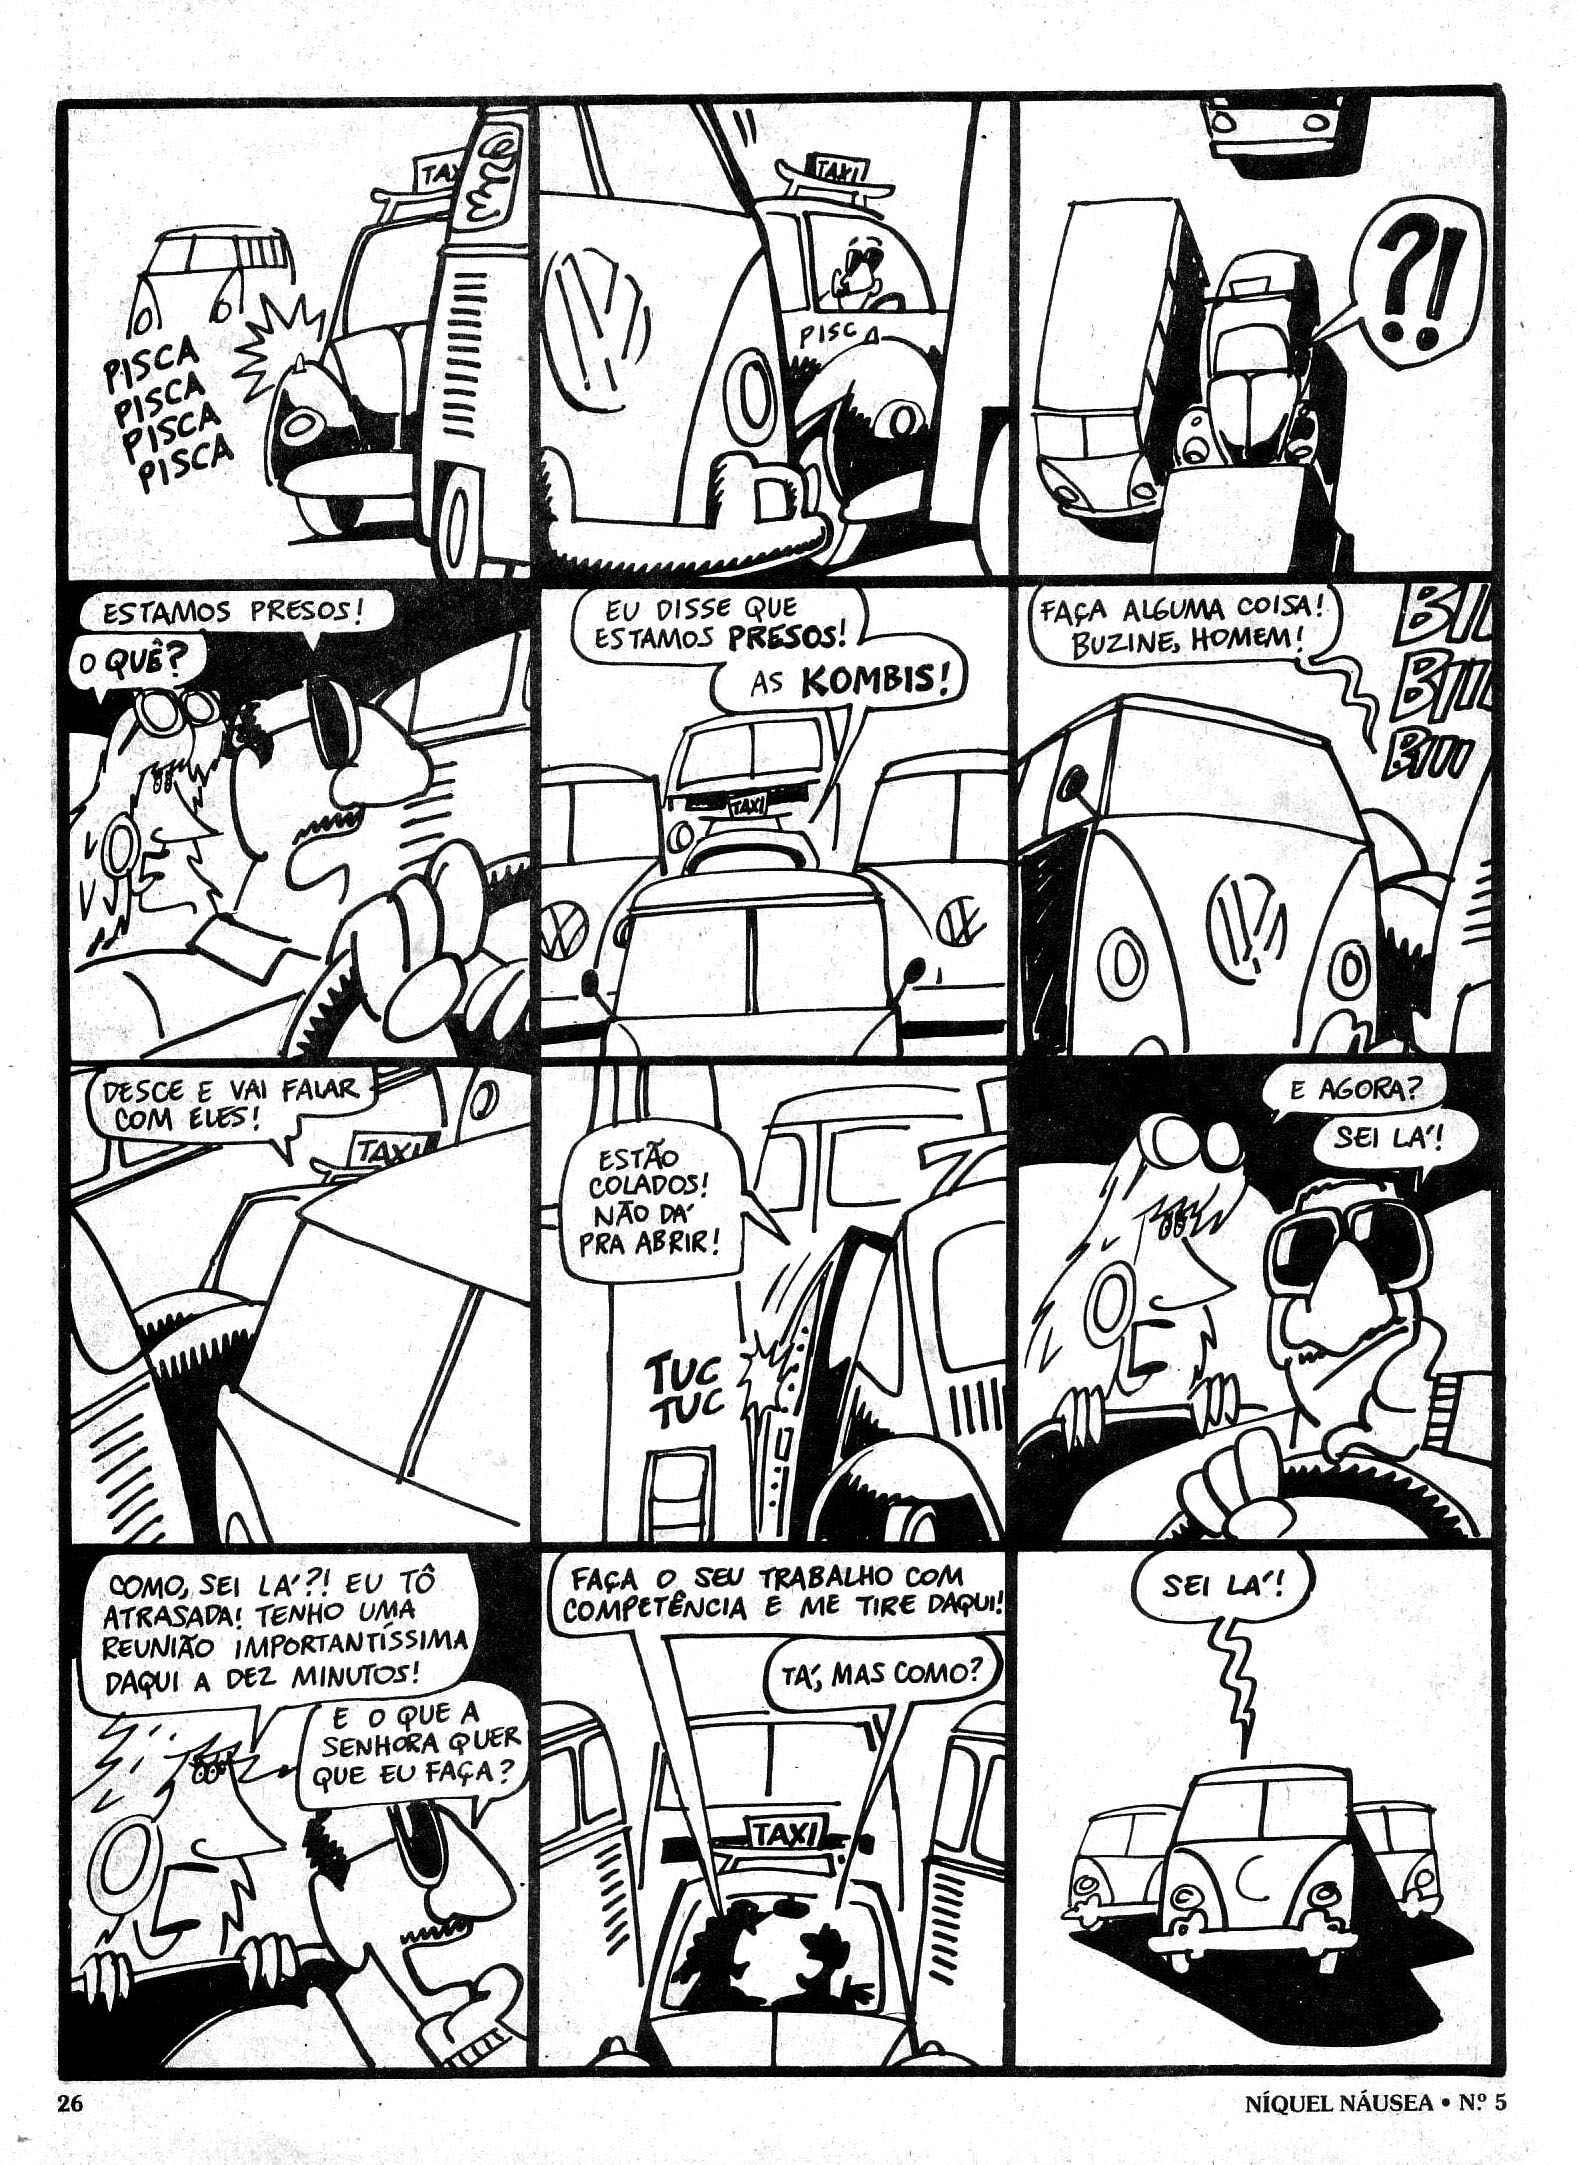 TAXI
PISCA
PISCA
PISCA
PISCA
TAXI
PISCA
?!
ESTAMOS PRESOS!
O QUÊ?
EU DISSE QUE
ESTAMOS PRESOS!
AS KOMBIS!
TAXI
VW
FAÇA ALGUMA COISA!
BUZINE, HOMEM!
BIII
BIIII
BIIII
DESCE E VAI FALAR
COM ELES!
TAXI
ESTÃO
COLADOS!
NÃO DÁ
PRA ABRIR!
TUC
TUC
E AGORA?
SEI LÁ!
COMO, SEI LÁ?! EU TÔ
ATRASADA! TENHO UMA
REUNIÃO IMPORTANTÍSSIMA
DAQUI A DEZ MINUTOS!
E O QUE A
SENHORA QUER
QUE EU FAÇA?
FAÇA O SEU TRABALHO COM
COMPETÊNCIA E ME TIRE DAQUI!
TÁ, MAS COMO?
TAXI
SEI LÁ!
26
NÍQUEL NÁUSEA • Nº 5